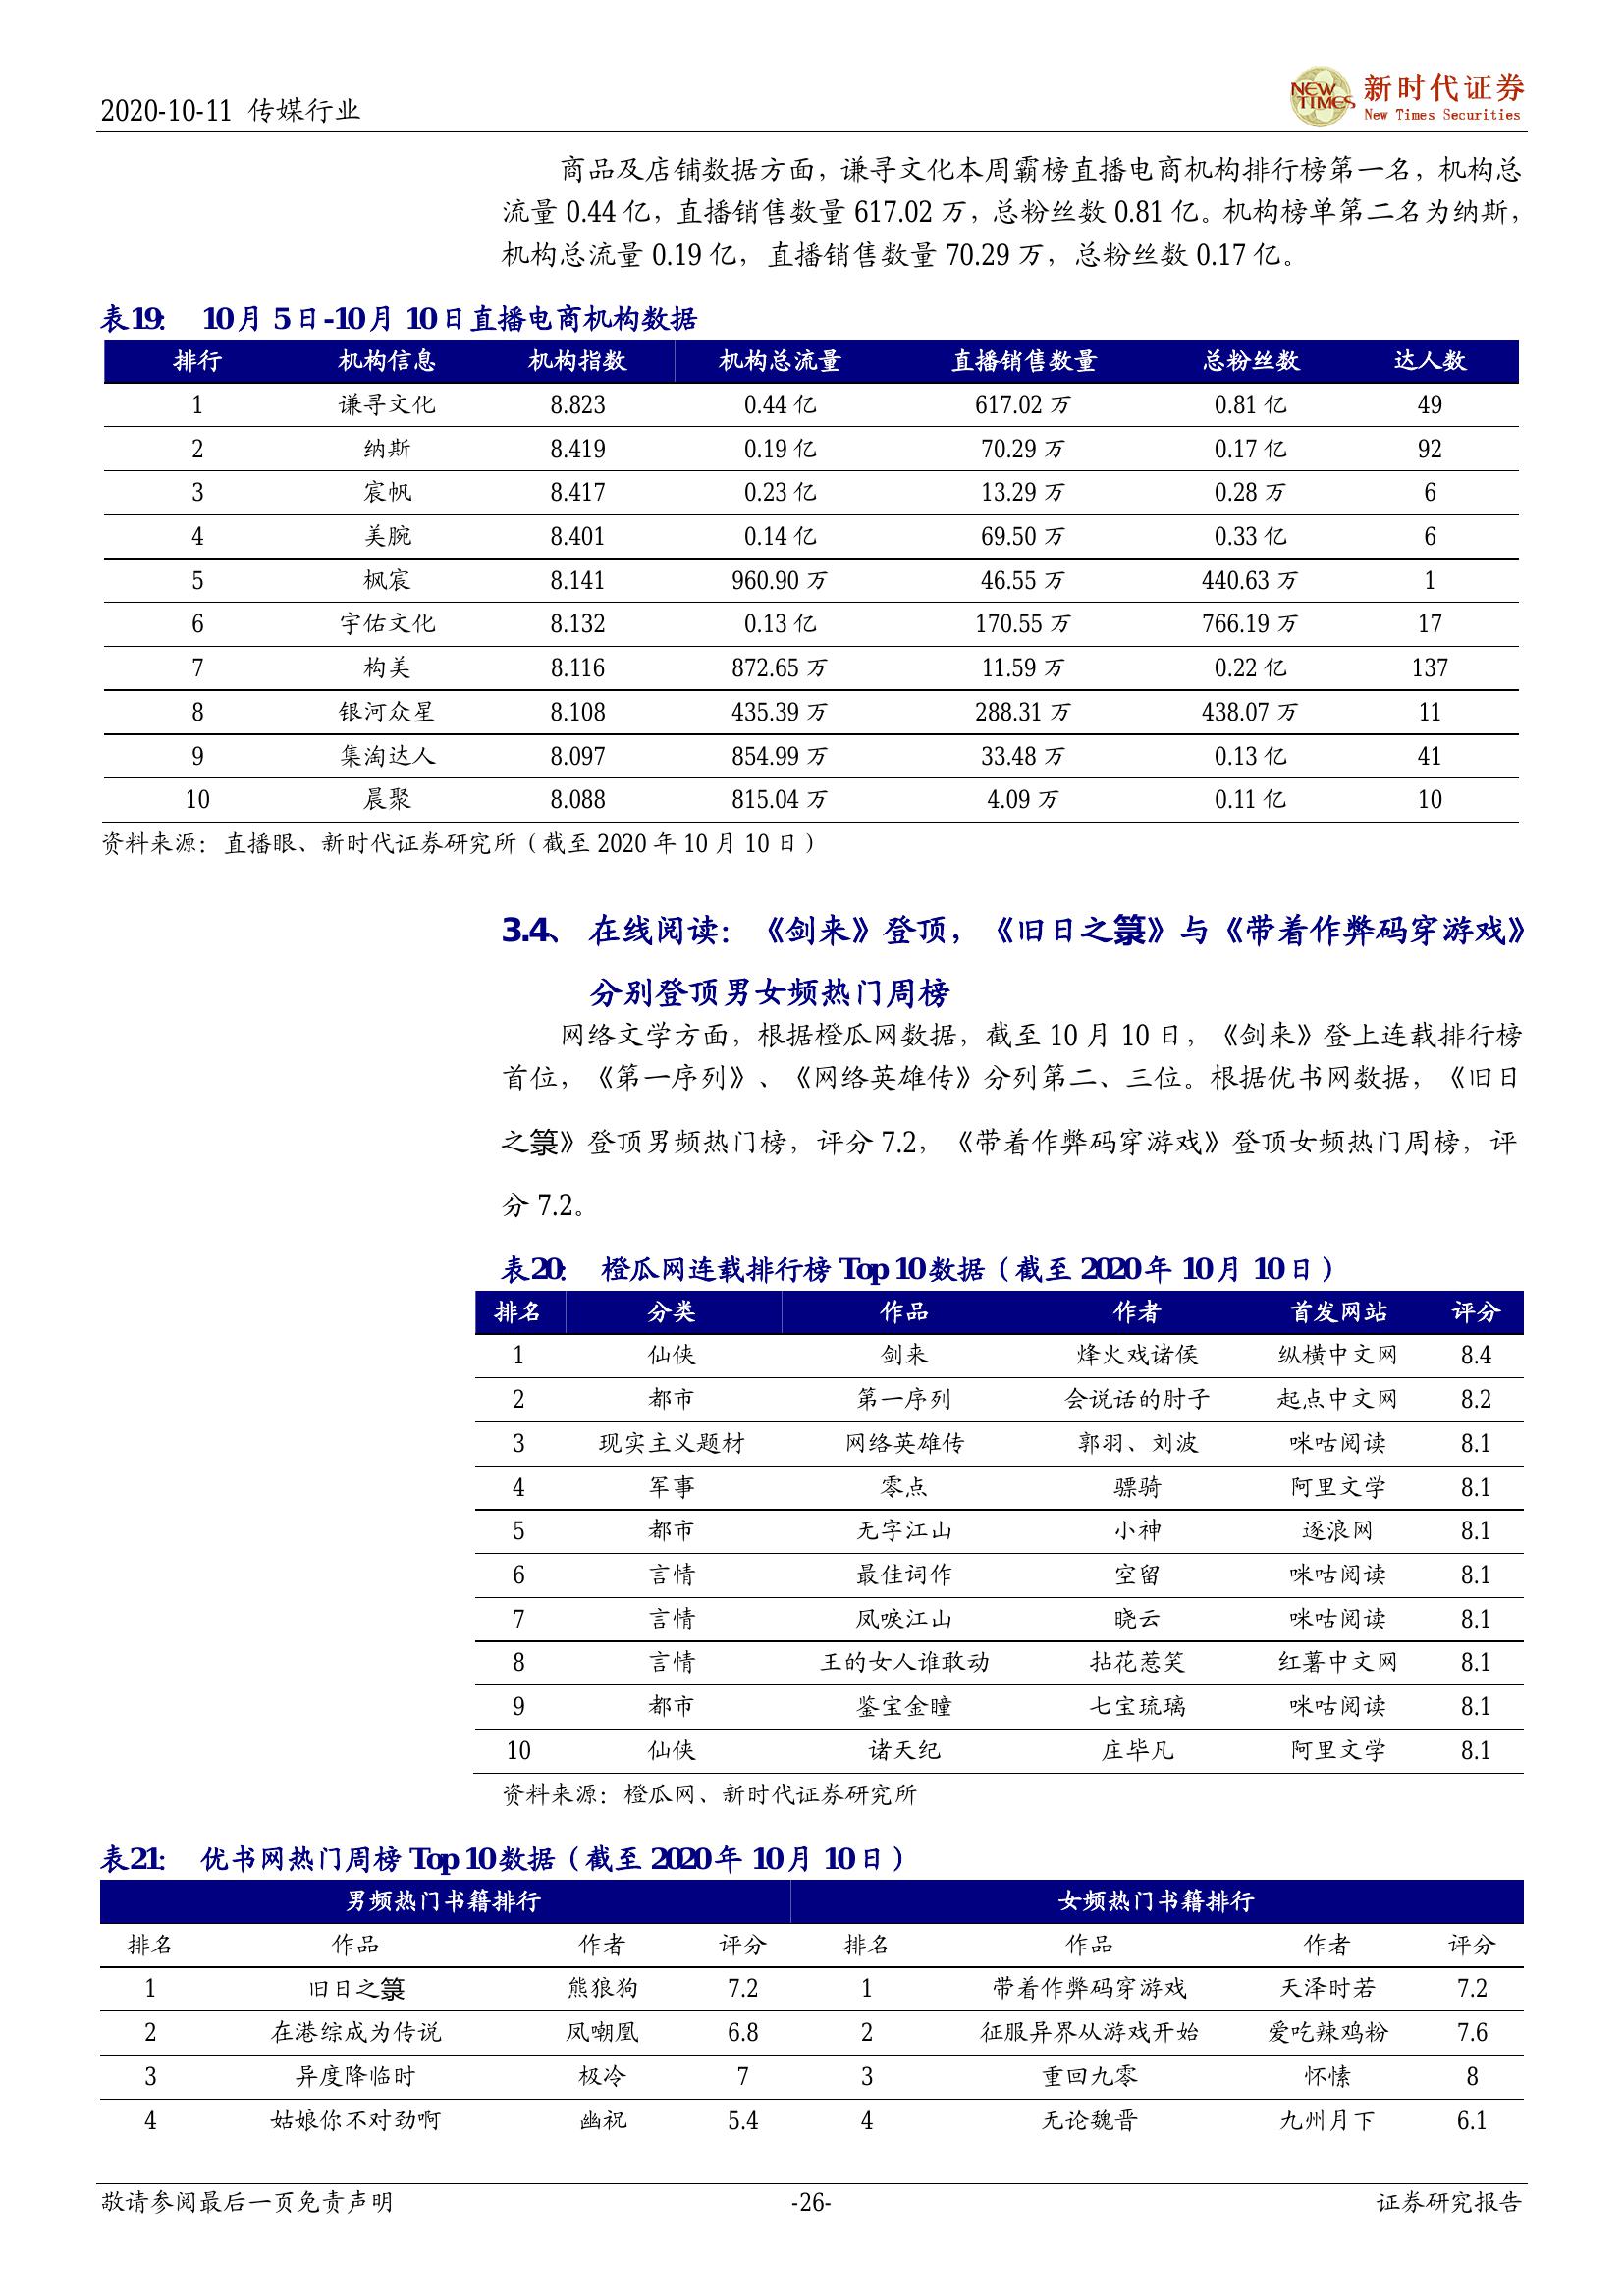 2020-10-11 传媒行业
NEW TIMES 新时代证券
New Times Securities
商品及店铺数据方面，谦寻文化本周霸榜直播电商机构排行榜第一名，机构总
流量 0.44 亿，直播销售数量 617.02 万，总粉丝数 0.81 亿。机构榜单第二名为纳斯，
机构总流量 0.19 亿，直播销售数量 70.29 万，总粉丝数 0.17 亿。
表19： 10月 5日-10月 10日直播电商机构数据
排行 机构信息 机构指数 机构总流量 直播销售数量 总粉丝数 达人数
1 谦寻文化 8.823 0.44 亿 617.02 万 0.81 亿 49
2 纳斯 8.419 0.19 亿 70.29 万 0.17 亿 92
3 宸帆 8.417 0.23 亿 13.29 万 0.28 万 6
4 美腕 8.401 0.14 亿 69.50 万 0.33 亿 6
5 枫宸 8.141 960.90 万 46.55 万 440.63 万 1
6 宇佑文化 8.132 0.13 亿 170.55 万 766.19 万 17
7 构美 8.116 872.65 万 11.59 万 0.22 亿 137
8 银河众星 8.108 435.39 万 288.31 万 438.07 万 11
9 集淘达人 8.097 854.99 万 33.48 万 0.13 亿 41
10 晨聚 8.088 815.04 万 4.09 万 0.11 亿 10
资料来源：直播眼、新时代证券研究所（截至 2020 年 10 月 10 日）
3.4、 在线阅读：《剑来》登顶，《旧日之箓》与《带着作弊码穿游戏》
分别登顶男女频热门周榜
网络文学方面，根据橙瓜网数据，截至 10 月 10 日，《剑来》登上连载排行榜
首位，《第一序列》、《网络英雄传》分列第二、三位。根据优书网数据，《旧日
之箓》登顶男频热门榜，评分 7.2，《带着作弊码穿游戏》登顶女频热门周榜，评
分 7.2。
表20： 橙瓜网连载排行榜 Top 10数据（截至 2020年 10月 10日）
排名 分类 作品 作者 首发网站 评分
1 仙侠 剑来 烽火戏诸侯 纵横中文网 8.4
2 都市 第一序列 会说话的肘子 起点中文网 8.2
3 现实主义题材 网络英雄传 郭羽、刘波 咪咕阅读 8.1
4 军事 零点 骠骑 阿里文学 8.1
5 都市 无字江山 小神 逐浪网 8.1
6 言情 最佳词作 空留 咪咕阅读 8.1
7 言情 凤唳江山 晓云 咪咕阅读 8.1
8 言情 王的女人谁敢动 拈花惹笑 红薯中文网 8.1
9 都市 鉴宝金瞳 七宝琉璃 咪咕阅读 8.1
10 仙侠 诸天纪 庄毕凡 阿里文学 8.1
资料来源：橙瓜网、新时代证券研究所
表21： 优书网热门周榜 Top 10数据（截至 2020年 10月 10日）
男频热门书籍排行 女频热门书籍排行
排名 作品 作者 评分 排名 作品 作者 评分
1 旧日之箓 熊狼狗 7.2 1 带着作弊码穿游戏 天泽时若 7.2
2 在港综成为传说 凤嘲凰 6.8 2 征服异界从游戏开始 爱吃辣鸡粉 7.6
3 异度降临时 极冷 7 3 重回九零 怀愫 8
4 姑娘你不对劲啊 幽祝 5.4 4 无论魏晋 九州月下 6.1
敬请参阅最后一页免责声明 -26- 证券研究报告